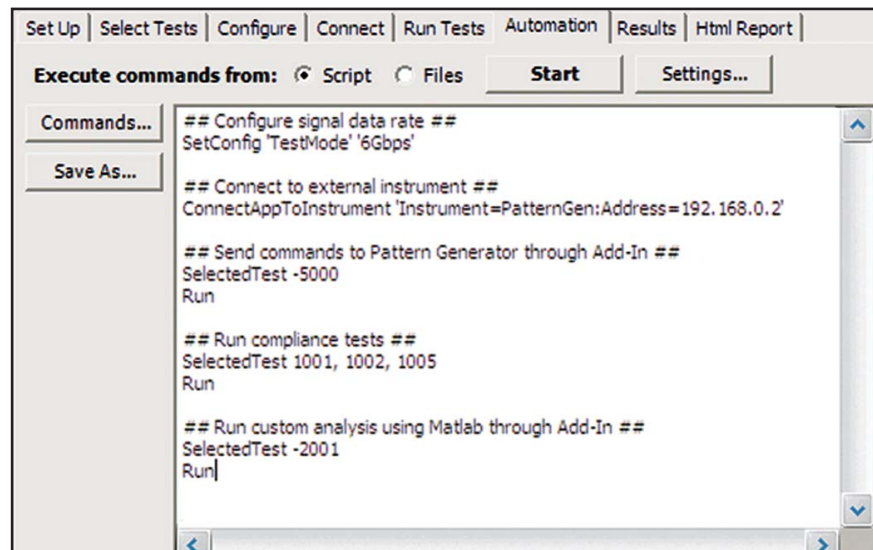 Set Up Select Tests Configure Connect Run Tests Automation Results Html Report
Execute commands from: Script Files Start Settings...
Commands...
Save As...
## Configure signal data rate ##
SetConfig 'TestMode' '6Gbps'
## Connect to external instrument ##
ConnectAppToInstrument 'Instrument=PatternGen:Address=192.168.0.2'
## Send commands to Pattern Generator through Add-In ##
SelectedTest -5000
Run
## Run compliance tests ##
SelectedTest 1001, 1002, 1005
Run
## Run custom analysis using Matlab through Add-In ##
SelectedTest -2001
Run